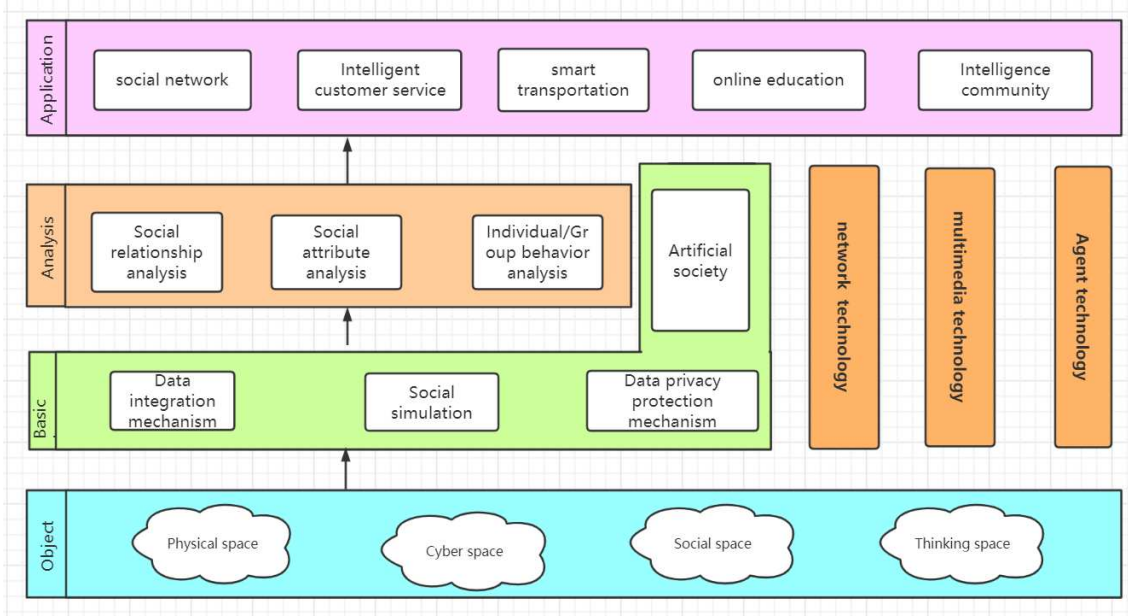 Application
social network
Intelligent
customer service
smart
transportation
online education
Intelligence
community
Analysis
Social
relationship
analysis
Social
attribute
analysis
Individual/Gr
oup behavior
analysis
Artificial
society
network technology
multimedia technology
Agent technology
Basic
Data
integration
mechanism
Social
simulation
Data privacy
protection
mechanism
Object
Physical space
Cyber space
Social space
Thinking space